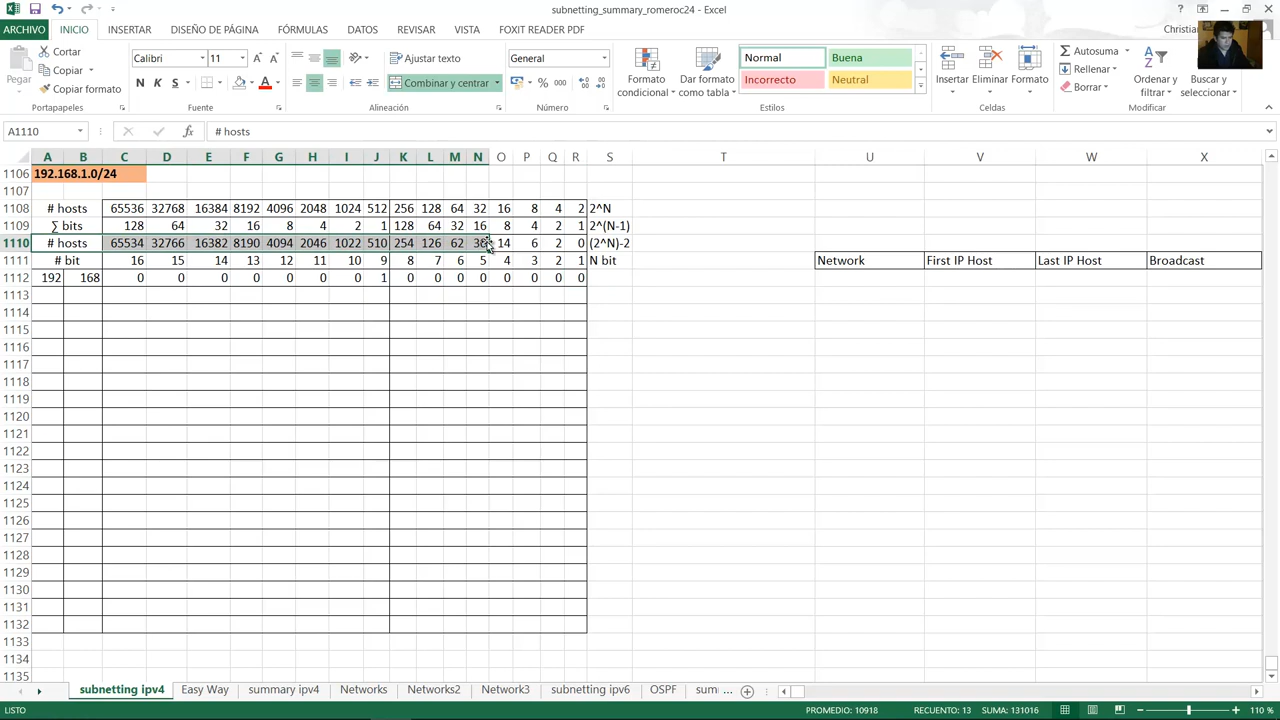 subnetting_summary_romeroc24 - Excel
ARCHIVO INICIO INSERTAR DISEÑO DE PÁGINA FÓRMULAS DATOS REVISAR VISTA FOXIT READER PDF Christian
Pegar
Cortar
Copiar
Copiar formato
Calibri 11
N K S
Ajustar texto
Combinar y centrar
General
Formato condicional
Dar formato como tabla
Normal Buena
Incorrecto Neutral
Insertar Eliminar Formato
Autosuma
Rellenar
Borrar
Ordenar y filtrar
Buscar y seleccionar
Portapapeles Fuente Alineación Número Estilos Celdas Modificar
A1110 fx # hosts
A B C D E F G H I J K L M N O P Q R S T U V W X
1106 192.168.1.0/24
1107
1108 # hosts 65536 32768 16384 8192 4096 2048 1024 512 256 128 64 32 16 8 4 2 2^N
1109 ∑ bits 128 64 32 16 8 4 2 1 128 64 32 16 8 4 2 1 2^(N-1)
1110 # hosts 65534 32766 16382 8190 4094 2046 1022 510 254 126 62 30 14 6 2 0 (2^N)-2
1111 # bit 16 15 14 13 12 11 10 9 8 7 6 5 4 3 2 1 N bit Network First IP Host Last IP Host Broadcast
1112 192 168 0 0 0 0 0 0 0 1 0 0 0 0 0 0 0 0
1113
1114
1115
1116
1117
1118
1119
1120
1121
1122
1123
1124
1125
1126
1127
1128
1129
1130
1131
1132
1133
1134
1135
subnetting ipv4 Easy Way summary ipv4 Networks Networks2 Network3 subnetting ipv6 OSPF sum ...
LISTO PROMEDIO: 10918 RECUENTO: 13 SUMA: 131016 110 %